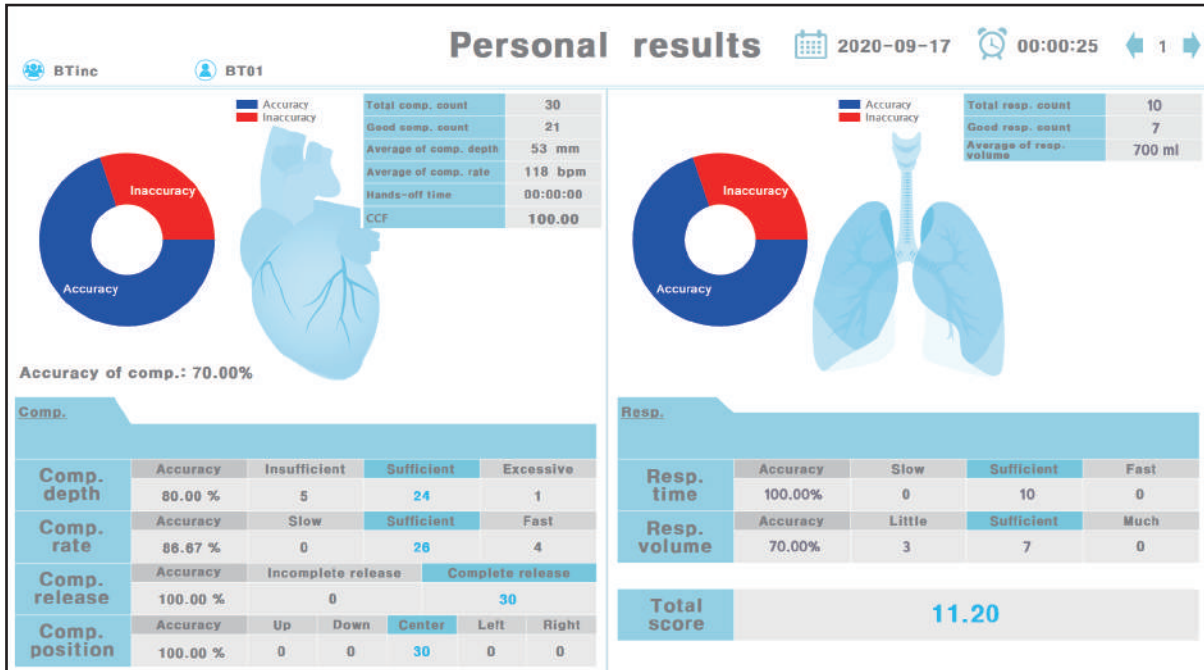 Personal results 2020-09-17 00:00:25 1
BTinc BT01
Accuracy
Inaccuracy
Total comp. count 30
Good comp. count 21
Average of comp. depth 53 mm
Average of comp. rate 118 bpm
Hands-off time 00:00:00
CCF 100.00
Inaccuracy
Accuracy
Accuracy of comp.: 70.00%
Comp.
Comp. depth
Accuracy Insufficient Sufficient Excessive
80.00 % 5 24 1
Comp. rate
Accuracy Slow Sufficient Fast
86.67 % 0 26 4
Comp. release
Accuracy Incomplete release Complete release
100.00 % 0 30
Comp. position
Accuracy Up Down Center Left Right
100.00 % 0 0 30 0 0
Accuracy
Inaccuracy
Total resp. count 10
Good resp. count 7
Average of resp. volume 700 ml
Inaccuracy
Accuracy
Resp.
Resp. time
Accuracy Slow Sufficient Fast
100.00% 0 10 0
Resp. volume
Accuracy Little Sufficient Much
70.00% 3 7 0
Total score 11.20